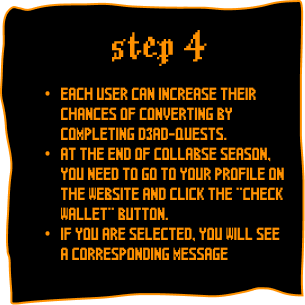 step 4
• EACH USER CAN INCREASE THEIR
CHANCES OF CONVERTING BY
COMPLETING D3AD-QUESTS.
• AT THE END OF COLLABSE SEASON,
YOU NEED TO GO TO YOUR PROFILE ON
THE WEBSITE AND CLICK THE "CHECK
WALLET" BUTTON.
• IF YOU ARE SELECTED, YOU WILL SEE
A CORRESPONDING MESSAGE